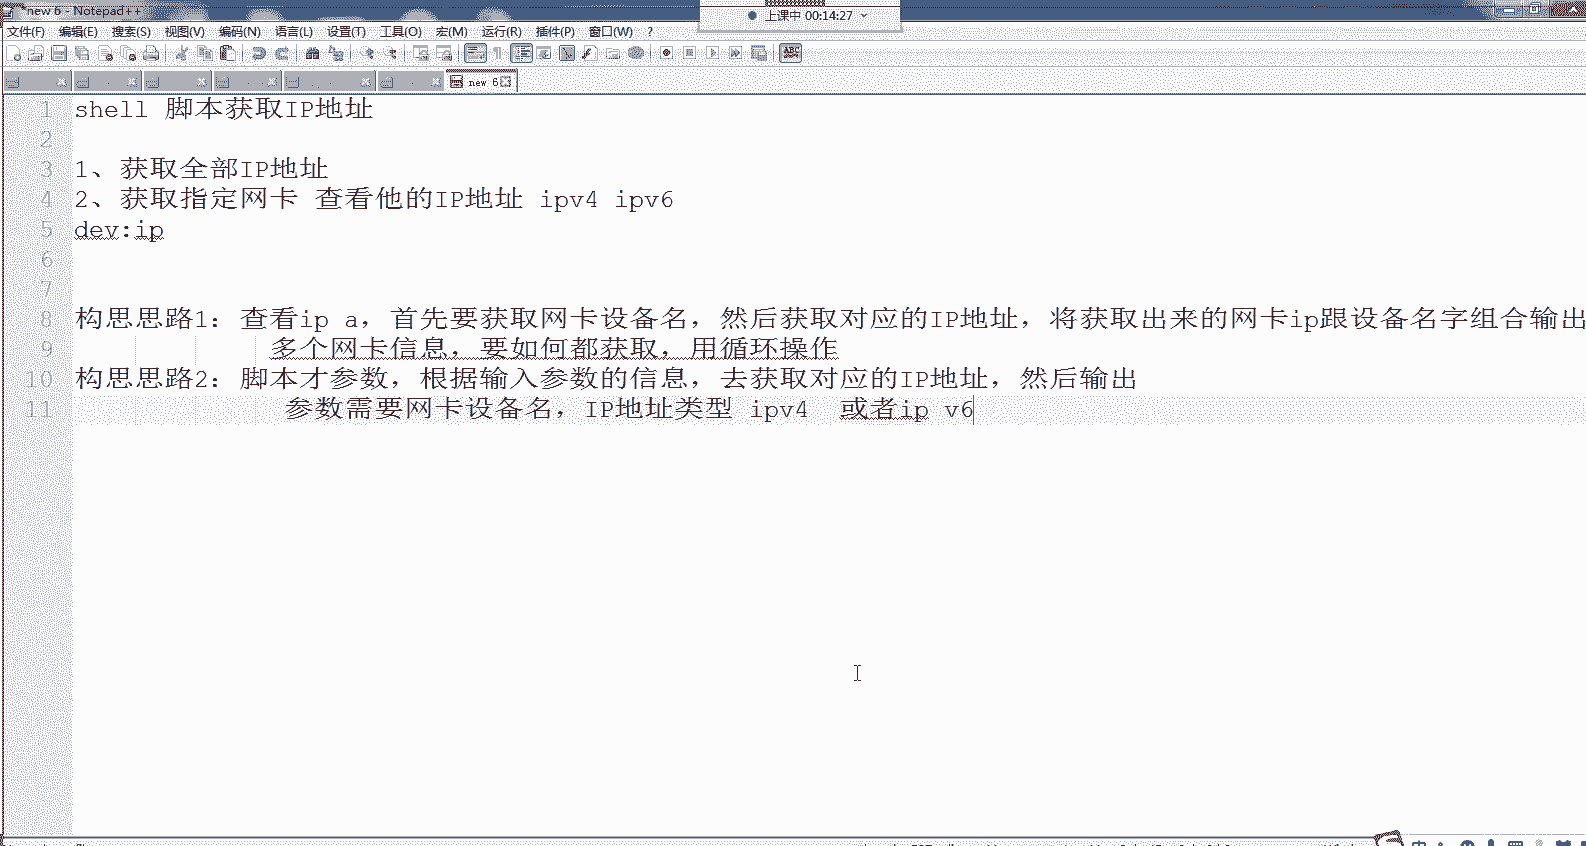 *new 6 - Notepad++
上课中 00:14:27
文件(F) 编辑(E) 搜索(S) 视图(V) 编码(N) 语言(L) 设置(T) 工具(O) 宏(M) 运行(R) 插件(P) 窗口(W) ?
ABC
new 6
1 shell 脚本获取IP地址
2
3 1、获取全部IP地址
4 2、获取指定网卡 查看他的IP地址 ipv4 ipv6
5 dev:ip
6
7
8 构思思路1：查看ip a，首先要获取网卡设备名，然后获取对应的IP地址，将获取出来的网卡ip跟设备名字组合输出
9 多个网卡信息，要如何都获取，用循环操作
10 构思思路2：脚本才参数，根据输入参数的信息，去获取对应的IP地址，然后输出
11 参数需要网卡设备名，IP地址类型 ipv4 或者ip v6